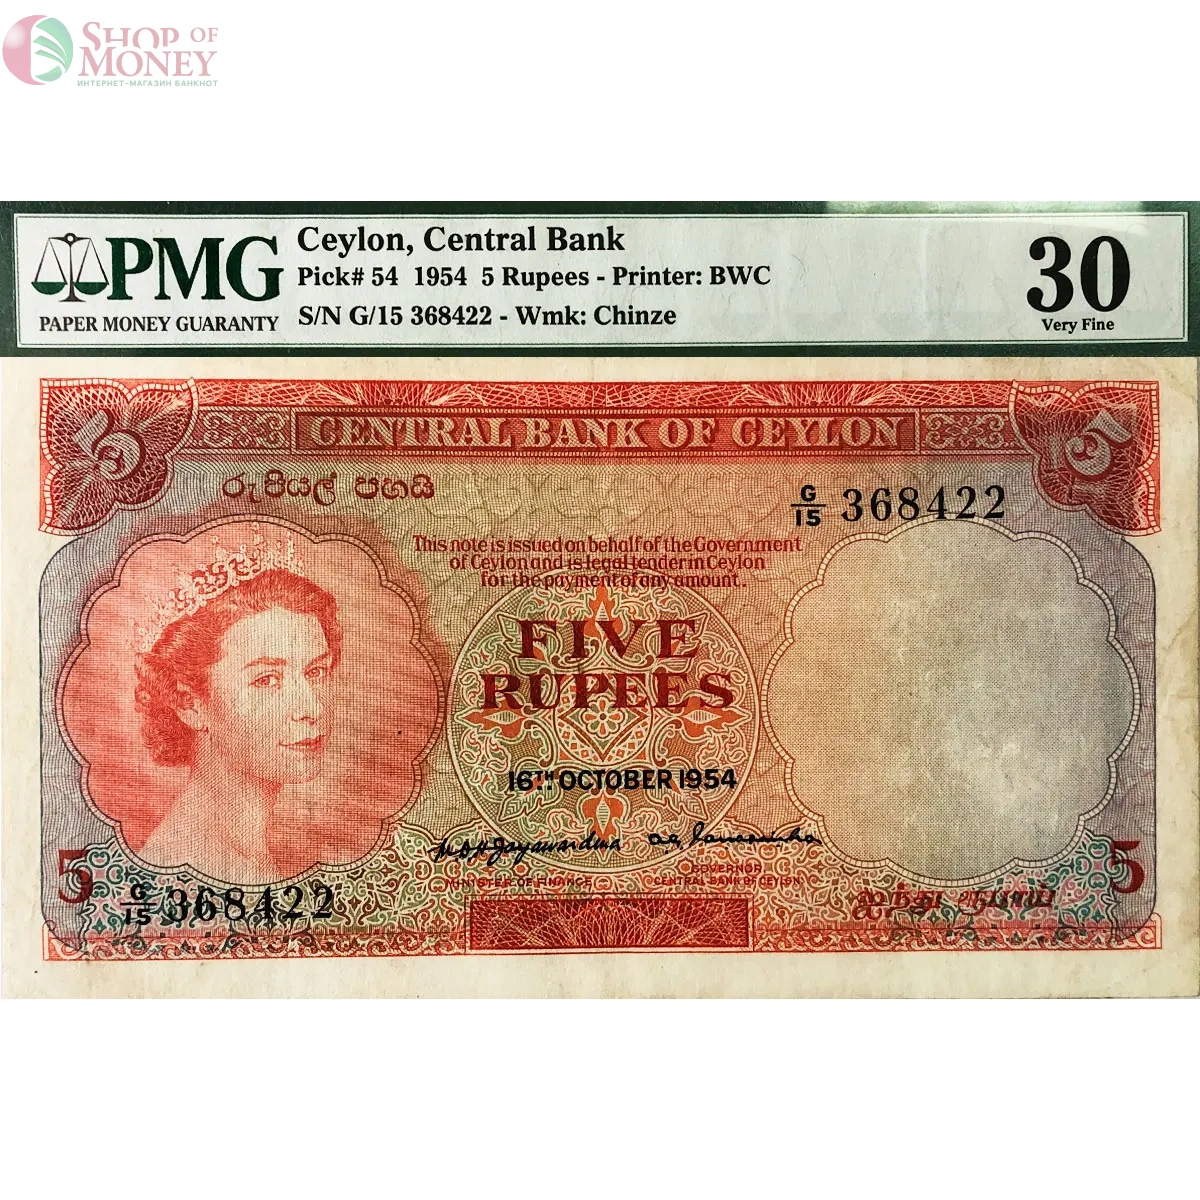 SHOP OF
MONEY
ИНТЕРНЕТ-МАГАЗИН БАНКНОТ
PMG
PAPER MONEY GUARANTY
Ceylon, Central Bank
Pick# 54 1954 5 Rupees - Printer: BWC
S/N G/15 368422 - Wmk: Chinze
30
Very Fine
5
CENTRAL BANK OF CEYLON
5
රුපියල් පහයි
G/15 368422
This note is issued on behalf of the Government
of Ceylon and is legal tender in Ceylon
for the payment of any amount.
FIVE
RUPEES
16TH OCTOBER 1954
MINISTER OF FINANCE
GOVERNOR
CENTRAL BANK OF CEYLON
5
G/15 368422
ஐந்து ரூபாய்
5